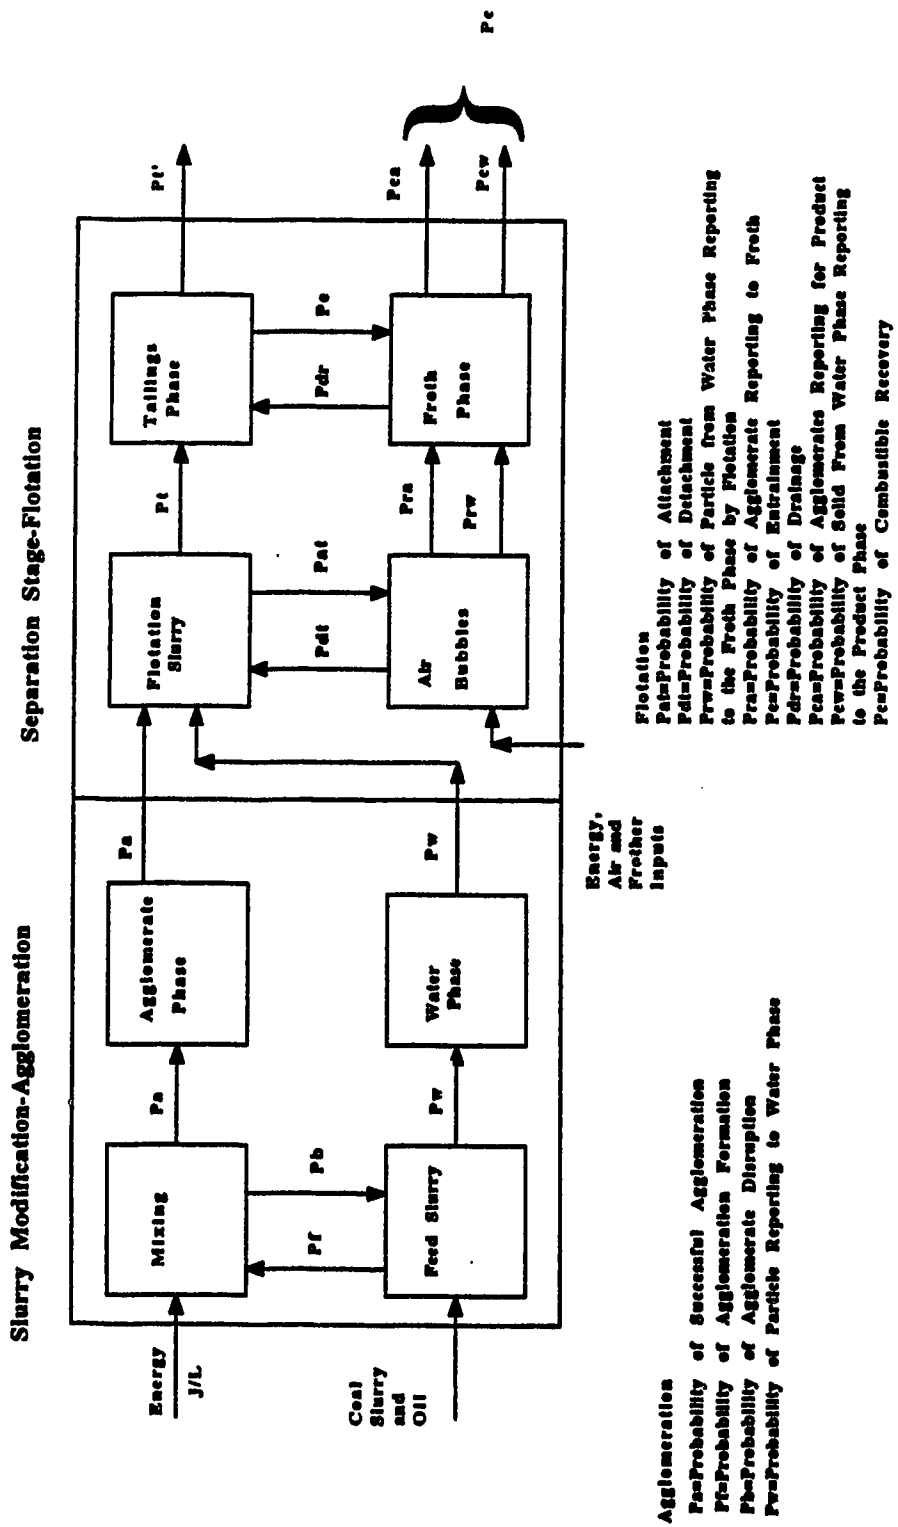 Slurry Modification-Agglomeration
Separation Stage-Flotation
Energy
J/L
Coal
Slurry
and
Oil
Mixing
Pa
Agglomerate
Phase
Pa
Pf
Pb
Feed Slurry
Pw
Water
Phase
Pw
Flotation
Slurry
Pt
Tailings
Phase
Pt'
Pdt
Pat
Pdr
Pe
Air
Bubbles
Pra
Prw
Froth
Phase
Pca
Pcw
Pc
Energy,
Air and
Frother
Inputs
Agglomeration
Pa=Probability of Successful Agglomeration
Pf=Probability of Agglomeration Formation
Pb=Probability of Agglomerate Disruption
Pw=Probability of Particle Reporting to Water Phase
Flotation
Pat=Probability of Attachment
Pdt=Probability of Detachment
Prw=Probability of Particle from Water Phase Reporting
to the Froth Phase by Flotation
Pra=Probability of Agglomerate Reporting to Froth
Pe=Probability of Entrainment
Pdr=Probability of Drainage
Pca=Probability of Agglomerates Reporting for Product
Pcw=Probability of Solid From Water Phase Reporting
to the Product Phase
Pc=Probability of Combustible Recovery